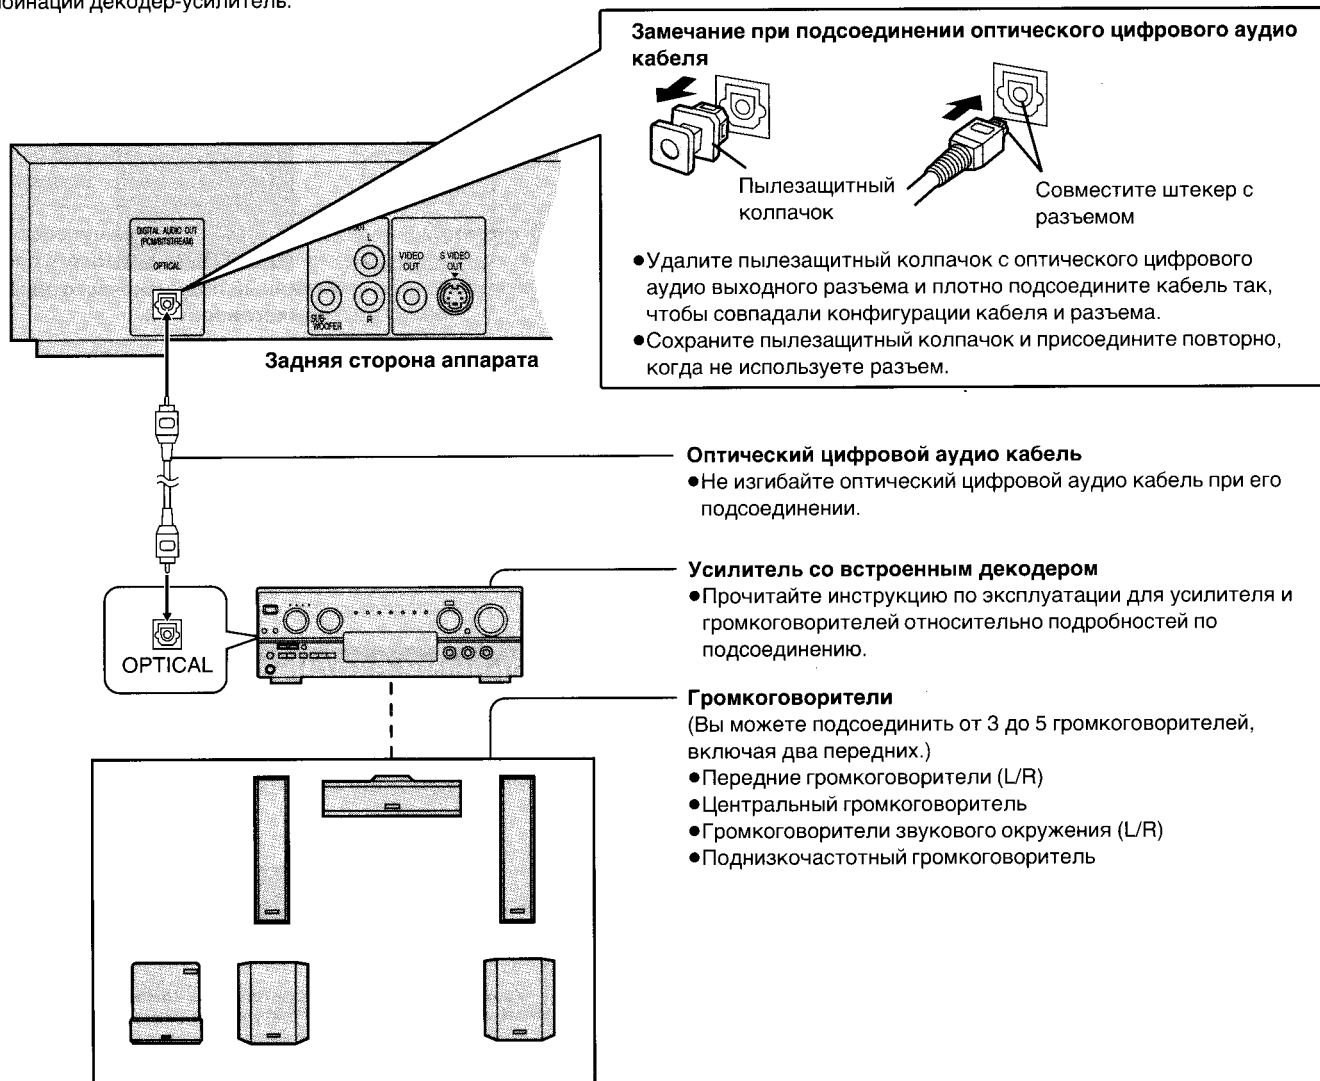 комбинации декодер-усилитель.
Замечание при подсоединении оптического цифрового аудио
кабеля
Пылезащитный
колпачок
Совместите штекер с
разъемом
●Удалите пылезащитный колпачок с оптического цифрового
аудио выходного разъема и плотно подсоедините кабель так,
чтобы совпадали конфигурации кабеля и разъема.
●Сохраните пылезащитный колпачок и присоедините повторно,
когда не используете разъем.
DIGITAL AUDIO OUT
(PCM/BITSTREAM)
OPTICAL
OUT
L
R
SUB-
WOOFER
VIDEO
OUT
S VIDEO
OUT
Задняя сторона аппарата
Оптический цифровой аудио кабель
●Не изгибайте оптический цифровой аудио кабель при его
подсоединении.
OPTICAL
Усилитель со встроенным декодером
●Прочитайте инструкцию по эксплуатации для усилителя и
громкоговорителей относительно подробностей по
подсоединению.
Громкоговорители
(Вы можете подсоединить от 3 до 5 громкоговорителей,
включая два передних.)
●Передние громкоговорители (L/R)
●Центральный громкоговоритель
●Громкоговорители звукового окружения (L/R)
●Поднизкочастотный громкоговоритель